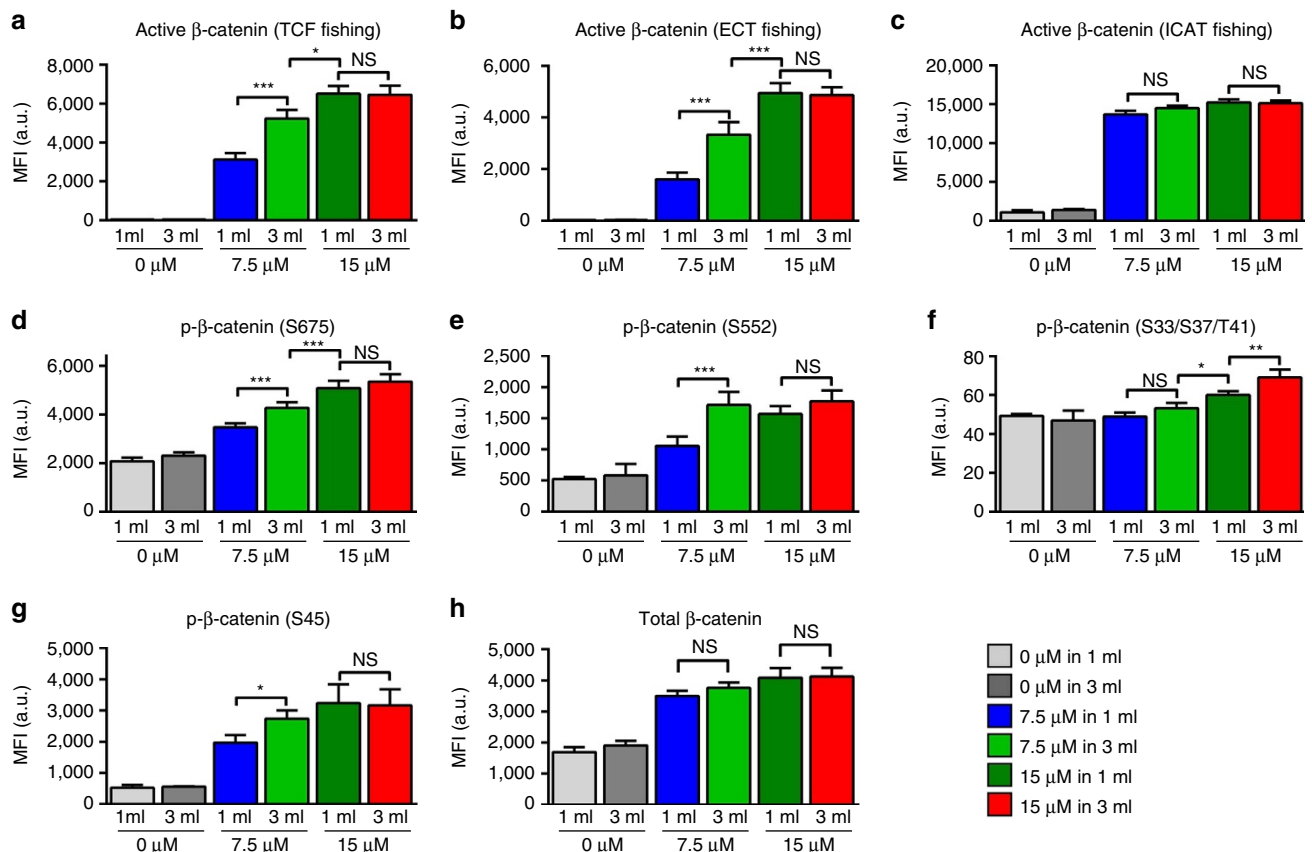 a
Active β-catenin (TCF fishing)
MFI (a.u.)
8,000
6,000
4,000
2,000
0
***
*
NS
1ml 3 ml 1 ml 3 ml 1 ml 3 ml
0 μM 7.5 μM 15 μM
b
Active β-catenin (ECT fishing)
MFI (a.u.)
6,000
4,000
2,000
0
***
***
NS
1 ml 3 ml 1 ml 3 ml 1 ml 3 ml
0 μM 7.5 μM 15 μM
c
Active β-catenin (ICAT fishing)
MFI (a.u.)
20,000
15,000
10,000
5,000
0
NS
NS
1 ml 3 ml 1 ml 3 ml 1 ml 3 ml
0 μM 7.5 μM 15 μM
d
p-β-catenin (S675)
MFI (a.u.)
6,000
4,000
2,000
0
***
***
NS
1 ml 3 ml 1 ml 3 ml 1 ml 3 ml
0 μM 7.5 μM 15 μM
e
p-β-catenin (S552)
MFI (a.u.)
2,500
2,000
1,500
1,000
500
0
***
NS
1 ml 3 ml 1 ml 3 ml 1 ml 3 ml
0 μM 7.5 μM 15 μM
f
p-β-catenin (S33/S37/T41)
MFI (a.u.)
80
60
40
20
0
NS
*
**
1 ml 3 ml 1 ml 3 ml 1 ml 3 ml
0 μM 7.5 μM 15 μM
g
p-β-catenin (S45)
MFI (a.u.)
5,000
4,000
3,000
2,000
1,000
0
*
NS
1ml 3 ml 1 ml 3 ml 1 ml 3 ml
0 μM 7.5 μM 15 μM
h
Total β-catenin
MFI (a.u.)
5,000
4,000
3,000
2,000
1,000
0
NS
NS
1 ml 3 ml 1 ml 3 ml 1 ml 3 ml
0 μM 7.5 μM 15 μM
0 μM in 1 ml
0 μM in 3 ml
7.5 μM in 1 ml
7.5 μM in 3 ml
15 μM in 1 ml
15 μM in 3 ml